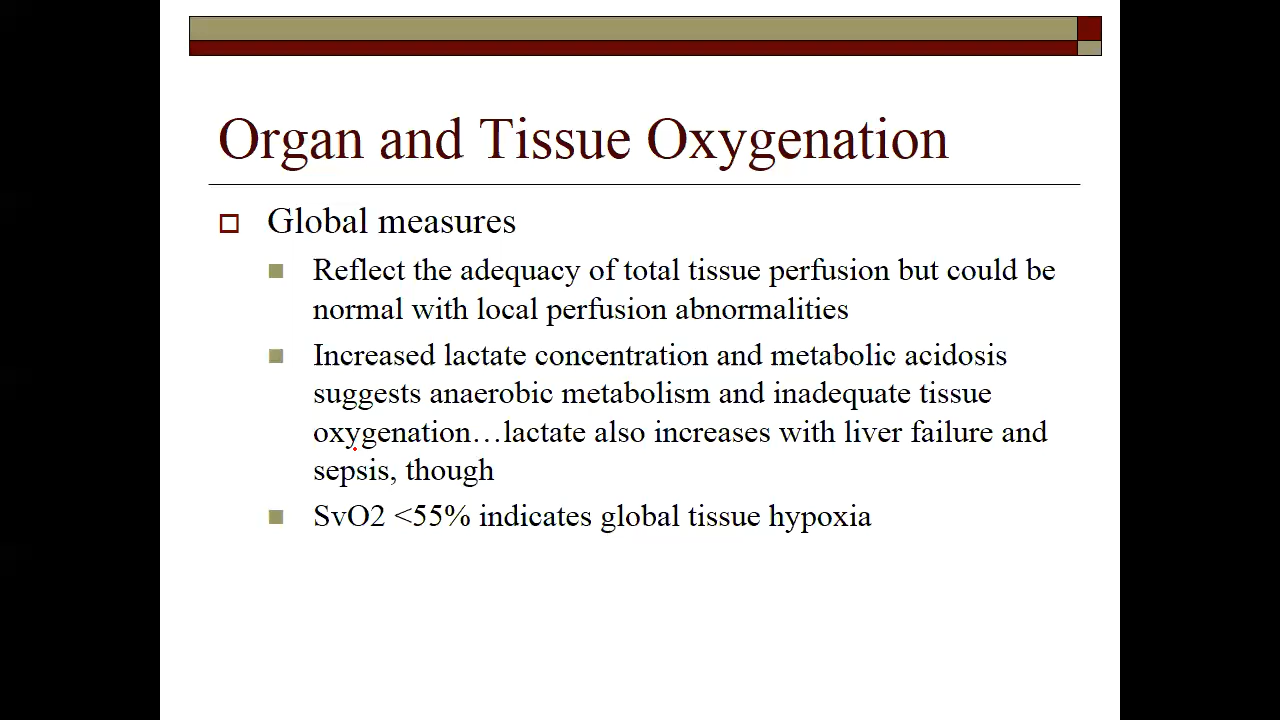 Organ and Tissue Oxygenation
Global measures
Reflect the adequacy of total tissue perfusion but could be
normal with local perfusion abnormalities
Increased lactate concentration and metabolic acidosis
suggests anaerobic metabolism and inadequate tissue
oxygenation…lactate also increases with liver failure and
sepsis, though
SvO2 <55% indicates global tissue hypoxia